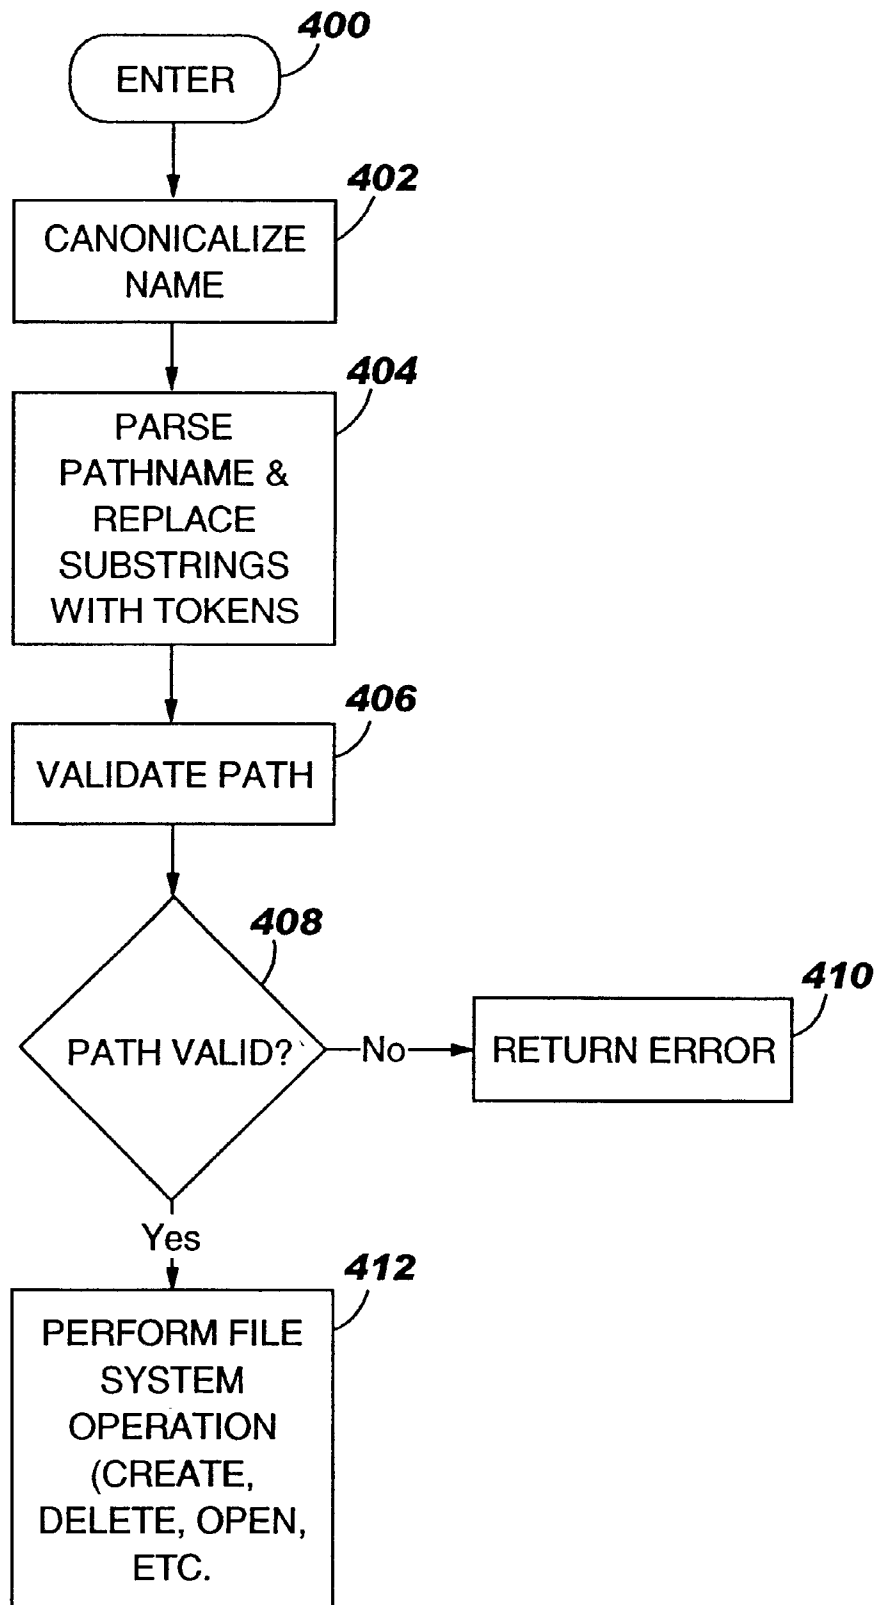 400
ENTER
402
CANONICALIZE
NAME
404
PARSE
PATHNAME &
REPLACE
SUBSTRINGS
WITH TOKENS
406
VALIDATE PATH
408
PATH VALID?
No
410
RETURN ERROR
Yes
412
PERFORM FILE
SYSTEM
OPERATION
(CREATE,
DELETE, OPEN,
ETC.